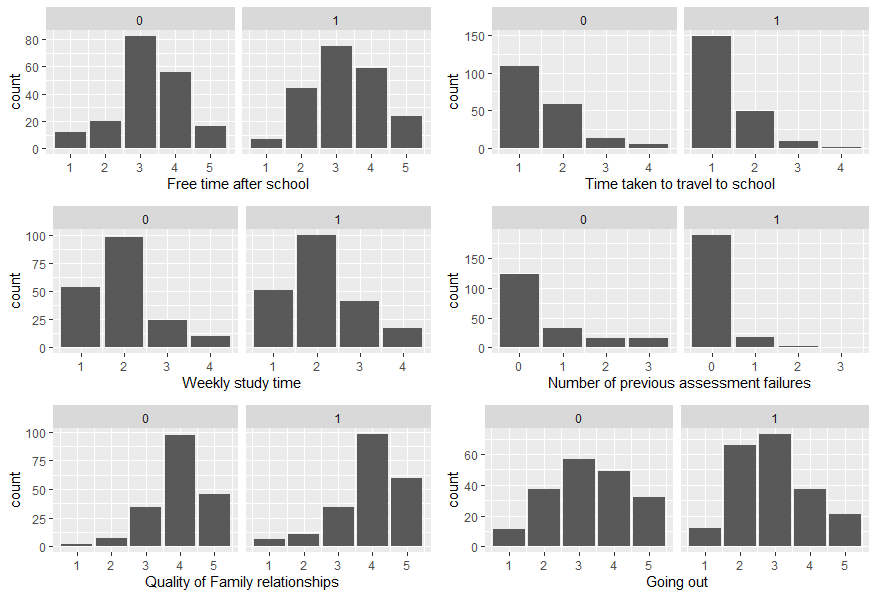 0 1
count
80
60
40
20
0
1 2 3 4 5 1 2 3 4 5
Free time after school
0 1
count
150
100
50
0
1 2 3 4 1 2 3 4
Time taken to travel to school
0 1
count
100
75
50
25
0
1 2 3 4 1 2 3 4
Weekly study time
0 1
count
150
100
50
0
0 1 2 3 0 1 2 3
Number of previous assessment failures
0 1
count
100
75
50
25
0
1 2 3 4 5 1 2 3 4 5
Quality of Family relationships
0 1
count
60
40
20
0
1 2 3 4 5 1 2 3 4 5
Going out